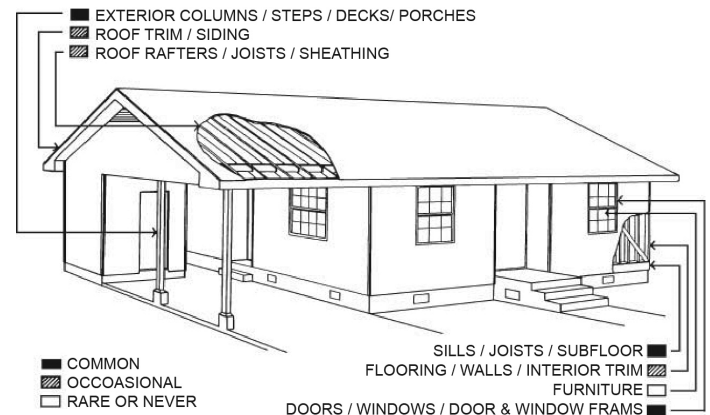 EXTERIOR COLUMNS / STEPS / DECKS/ PORCHES
ROOF TRIM / SIDING
ROOF RAFTERS / JOISTS / SHEATHING
SILLS / JOISTS / SUBFLOOR
FLOORING / WALLS / INTERIOR TRIM
FURNITURE
DOORS / WINDOWS / DOOR & WINDOW FRAMS
COMMON
OCCOASIONAL
RARE OR NEVER